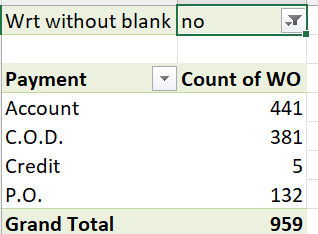 Wrt without blank no
Payment Count of WO
Account 441
C.O.D. 381
Credit 5
P.O. 132
Grand Total 959